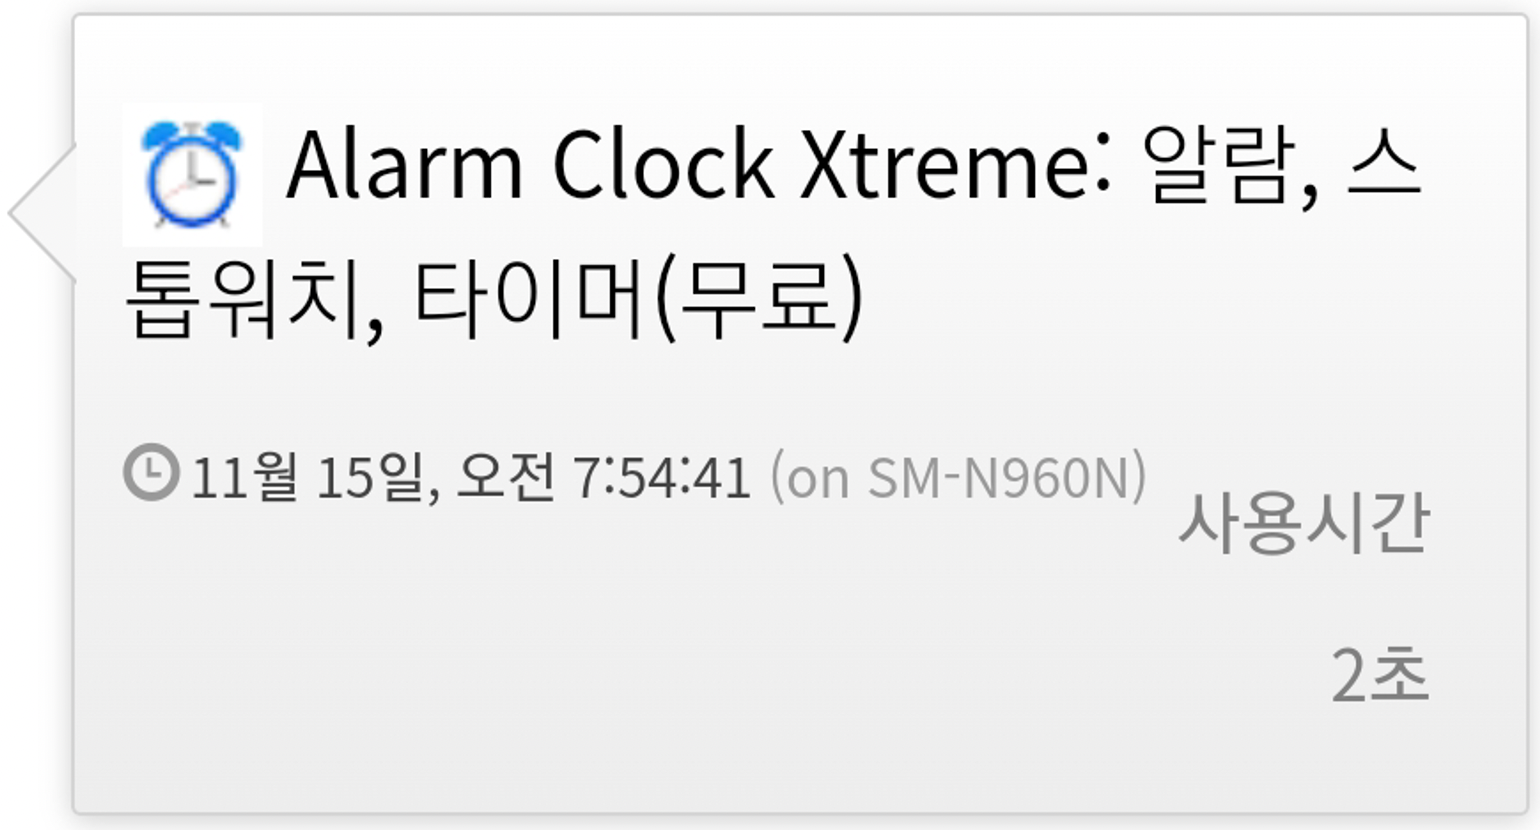 Alarm Clock Xtreme: 알람, 스
톱워치, 타이머(무료)
11월 15일, 오전 7:54:41 (on SM-N960N)
사용시간
2초